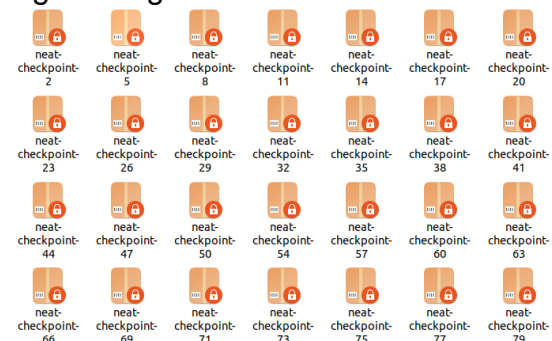 neat- neat- neat- neat- neat- neat- neat-
checkpoint- checkpoint- checkpoint- checkpoint- checkpoint- checkpoint- checkpoint-
2 5 8 11 14 17 20
neat- neat- neat- neat- neat- neat- neat-
checkpoint- checkpoint- checkpoint- checkpoint- checkpoint- checkpoint- checkpoint-
23 26 29 32 35 38 41
neat- neat- neat- neat- neat- neat- neat-
checkpoint- checkpoint- checkpoint- checkpoint- checkpoint- checkpoint- checkpoint-
44 47 50 54 57 60 63
neat- neat- neat- neat- neat- neat- neat-
checkpoint- checkpoint- checkpoint- checkpoint- checkpoint- checkpoint- checkpoint-
66 69 71 73 75 77 79